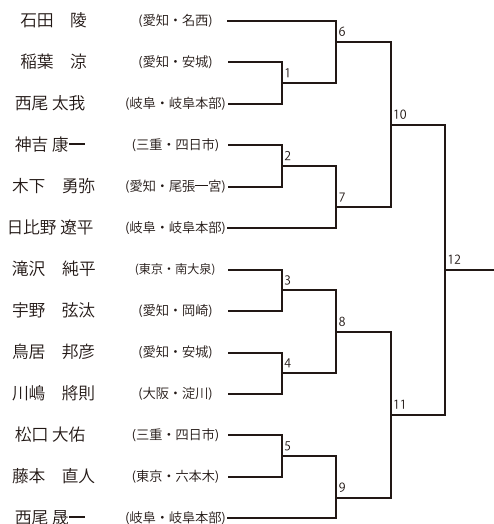 石田　陵 (愛知・名西)
6
稲葉　涼 (愛知・安城)
1
西尾 太我 (岐阜・岐阜本部)
10
神吉 康一 (三重・四日市)
2
木下　勇弥 (愛知・尾張一宮)
7
日比野 遼平 (岐阜・岐阜本部)
12
滝沢　純平 (東京・南大泉)
3
宇野　弦汰 (愛知・岡崎)
8
鳥居　邦彦 (愛知・安城)
4
川嶋　將則 (大阪・淀川)
11
松口 大佑 (三重・四日市)
5
藤本　直人 (東京・六本木)
9
西尾 晟一 (岐阜・岐阜本部)